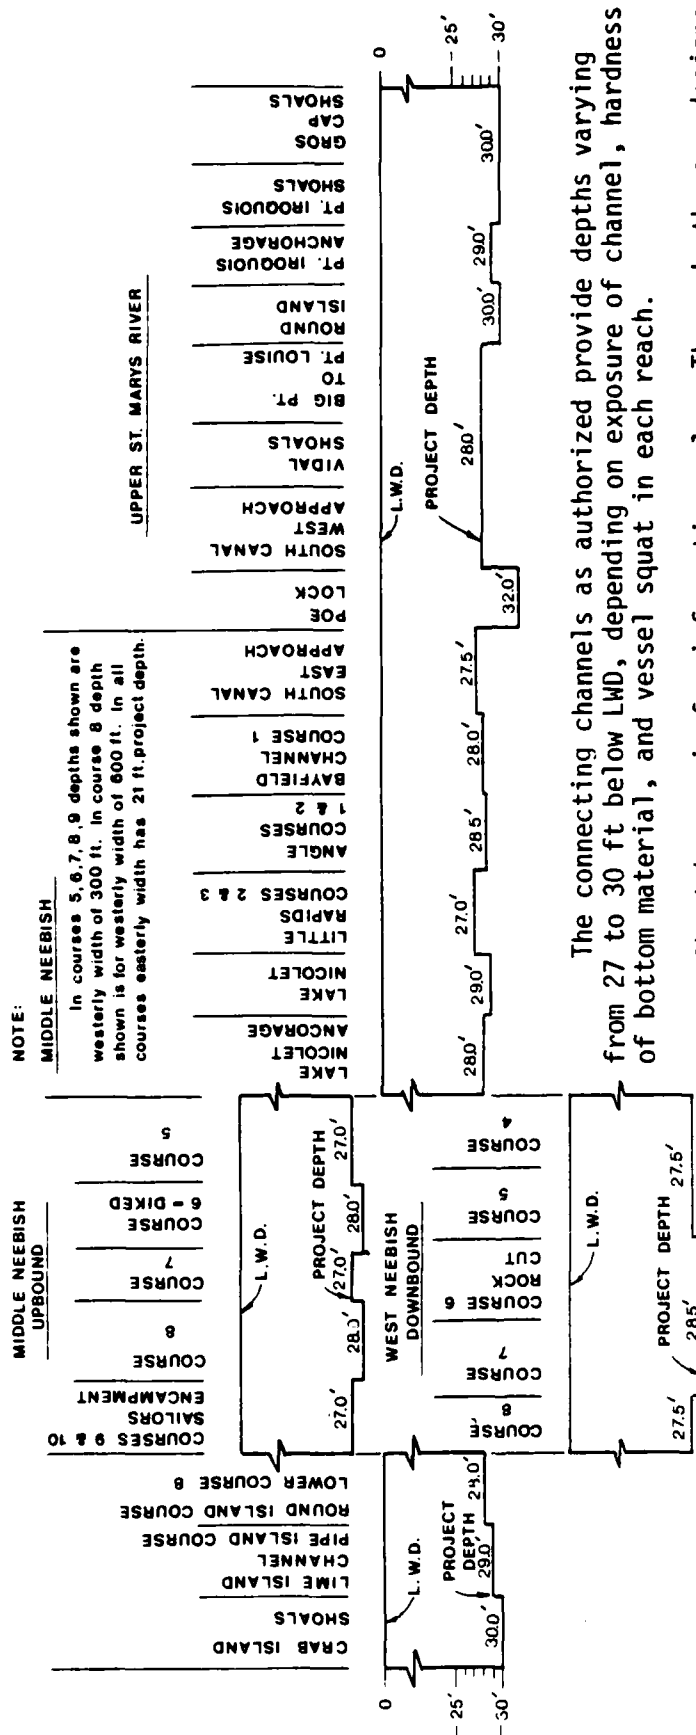 NOTE:
MIDDLE NEEBISH
In courses 5,6,7,8,9 depths shown are
westerly width of 300 ft. In course 8 depth
shown is for westerly width of 600 ft. In all
courses easterly width has 21 ft. project depth.
UPPER ST. MARYS RIVER
MIDDLE NEEBISH
UPBOUND
CRAB ISLAND
SHOALS
LIME ISLAND
CHANNEL
PIPE ISLAND COURSE
ROUND ISLAND COURSE
LOWER COURSE 8
COURSES 9 & 10
SAILORS
ENCAMPMENT
COURSE
8
COURSE
7
COURSE
6 - DIKED
COURSE
5
LAKE
NICOLET
ANCORAGE
LAKE
NICOLET
LITTLE
RAPIDS
COURSES 2 & 3
ANGLE
COURSES
1 & 2
BAYFIELD
CHANNEL
COURSE 1
SOUTH CANAL
EAST
APPROACH
POE
LOCK
SOUTH CANAL
WEST
APPROACH
VIDAL
SHOALS
BIG PT.
TO
PT. LOUISE
ROUND
ISLAND
PT. IROQUOIS
ANCHORAGE
PT. IROQUOIS
SHOALS
GROS
CAP
SHOALS
0
25'
30'
L.W.D.
PROJECT
DEPTH
30.0'
29.0'
28.0'
L.W.D.
PROJECT DEPTH
27.0'
28.0'
27.0'
28.0'
27.0'
L.W.D.
PROJECT DEPTH
28.0'
29.0'
27.0'
28.5'
28.0'
27.5'
32.0'
28.0'
30.0'
29.0'
30.0'
0
25'
30'
WEST NEEBISH
DOWNBOUND
COURSE
8
COURSE
7
COURSE 6
ROCK
CUT
COURSE
5
COURSE
4
L.W.D.
PROJECT DEPTH
27.5'
28.5'
27.5'
The connecting channels as authorized provide depths varying
from 27 to 30 ft below LWD, depending on exposure of channel, hardness
of bottom material, and vessel squat in each reach.